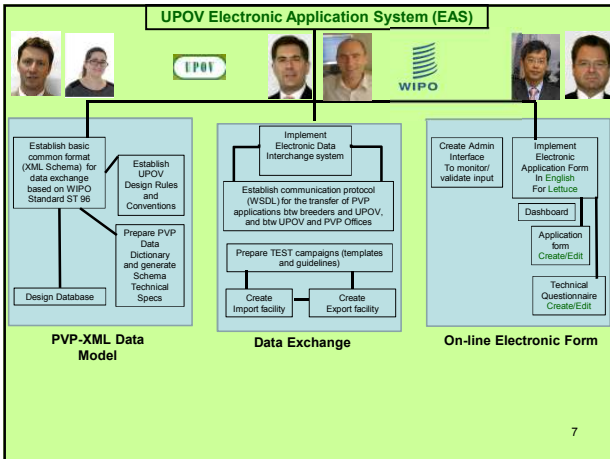 UPOV Electronic Application System (EAS)
UPOV
WIPO
Establish basic
common format
(XML Schema) for
data exchange
based on WIPO
Standard ST 96
Establish
UPOV
Design Rules
and
Conventions
Prepare PVP
Data
Dictionary
and generate
Schema
Technical
Specs
Design Database
PVP-XML Data
Model
Implement
Electronic Data
Interchange system
Establish communication protocol
(WSDL) for the transfer of PVP
applications btw breeders and UPOV,
and btw UPOV and PVP Offices
Prepare TEST campaigns (templates
and guidelines)
Create
Import facility
Create
Export facility
Data Exchange
Create Admin
Interface
To monitor/
validate input
Implement
Electronic
Application Form
In English
For Lettuce
Dashboard
Application
form
Create/Edit
Technical
Questionnaire
Create/Edit
On-line Electronic Form
7